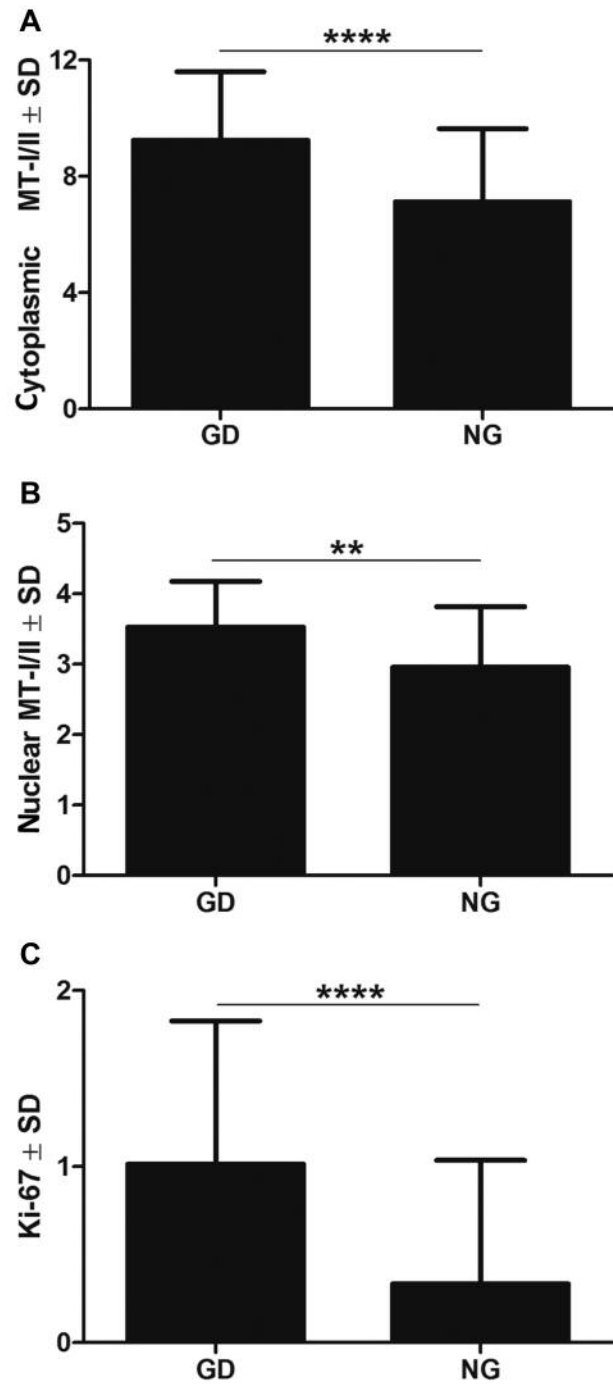 A
Cytoplasmic MT-I/II ± SD
****
12
8
4
0
GD NG
B
Nuclear MT-I/II ± SD
**
5
4
3
2
1
0
GD NG
C
Ki-67 ± SD
****
2
1
0
GD NG